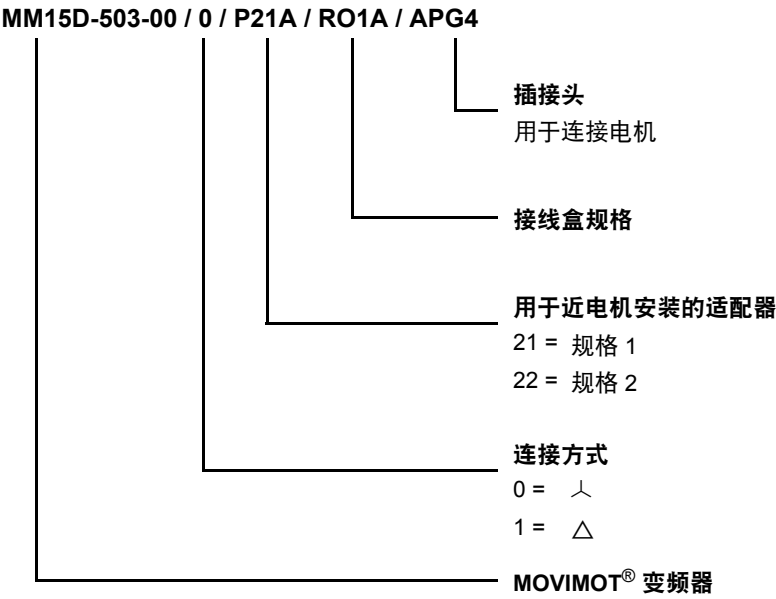 MM15D-503-00 / 0 / P21A / RO1A / APG4
插接头
用于连接电机
接线盒规格
用于近电机安装的适配器
21 = 规格 1
22 = 规格 2
连接方式
0 = 人
1 = △
MOVIMOT® 变频器